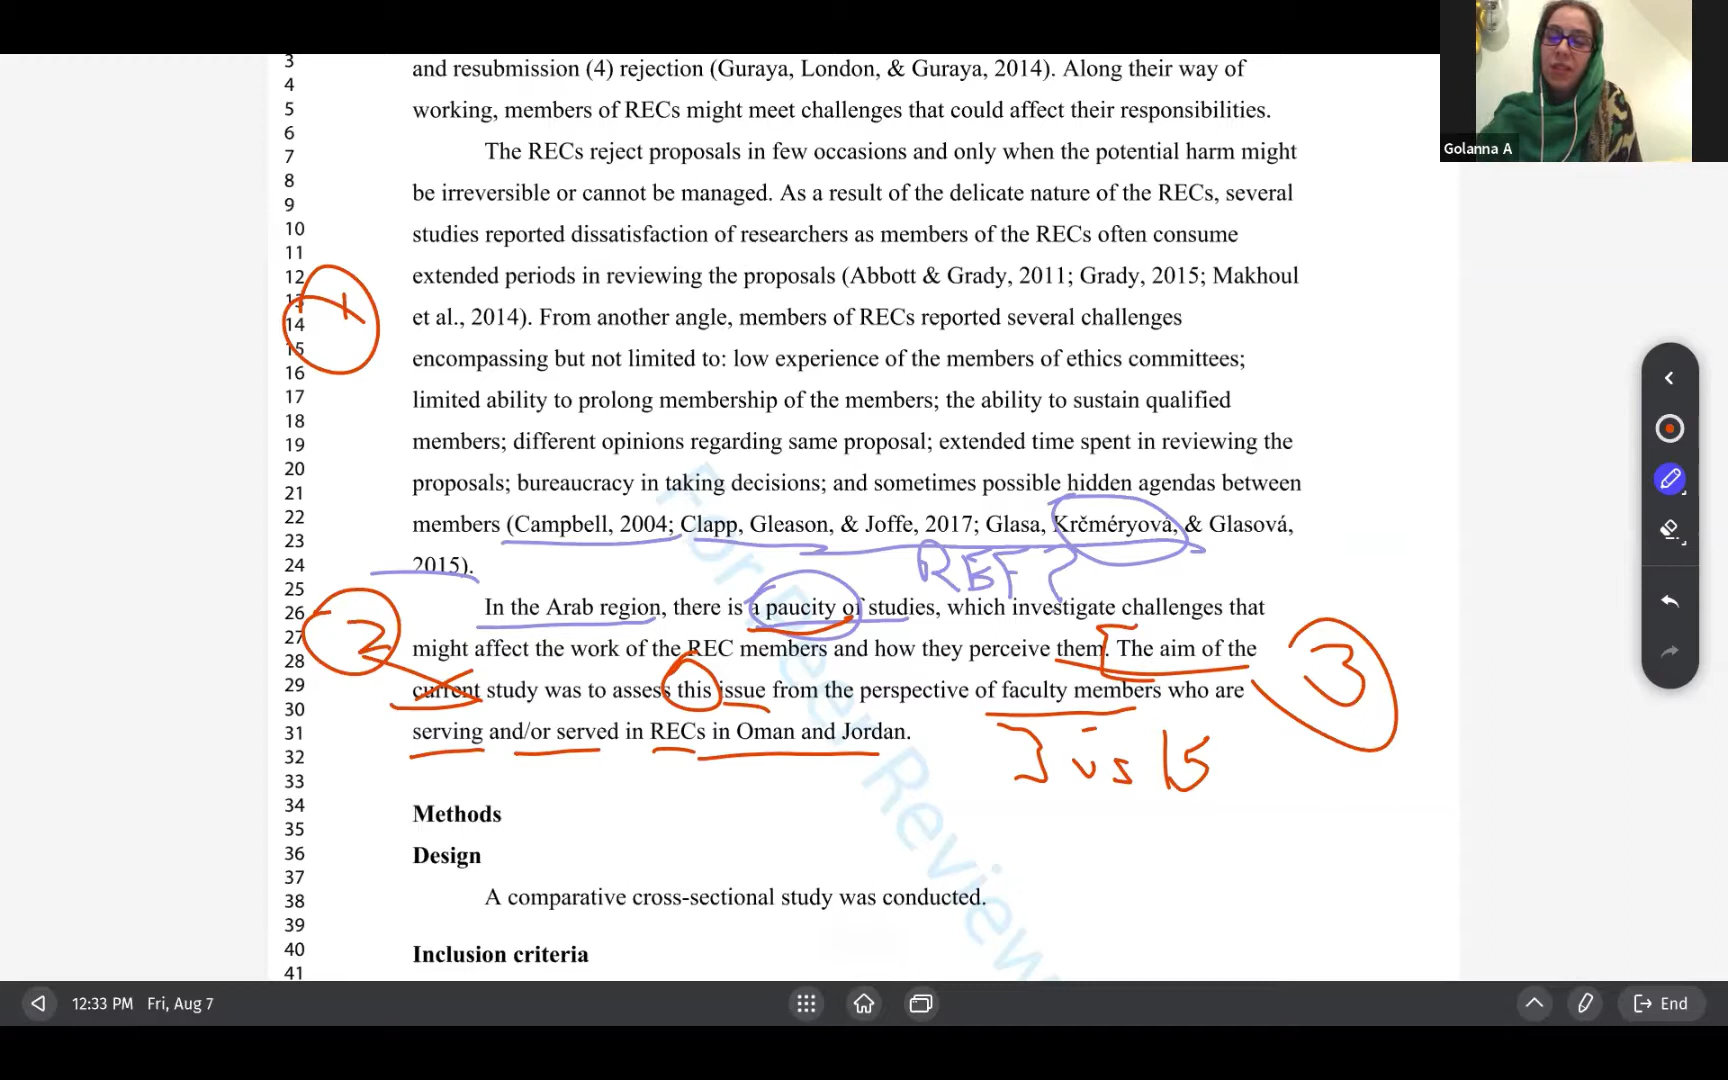 3 and resubmission (4) rejection (Guraya, London, & Guraya, 2014). Along their way of
4
5 working, members of RECs might meet challenges that could affect their responsibilities.
6
7 The RECs reject proposals in few occasions and only when the potential harm might
8 be irreversible or cannot be managed. As a result of the delicate nature of the RECs, several
9
10 studies reported dissatisfaction of researchers as members of the RECs often consume
11
12 extended periods in reviewing the proposals (Abbott & Grady, 2011; Grady, 2015; Makhoul
13
14 et al., 2014). From another angle, members of RECs reported several challenges
15 encompassing but not limited to: low experience of the members of ethics committees;
16
17 limited ability to prolong membership of the members; the ability to sustain qualified
18
19 members; different opinions regarding same proposal; extended time spent in reviewing the
20
21 proposals; bureaucracy in taking decisions; and sometimes possible hidden agendas between
22 members (Campbell, 2004; Clapp, Gleason, & Joffe, 2017; Glasa, Krčméryová, & Glasová,
23
24 2015).
REF?
25
26 In the Arab region, there is a paucity of studies, which investigate challenges that
27 might affect the work of the REC members and how they perceive them. The aim of the
28
29 current study was to assess this issue from the perspective of faculty members who are
30
31 serving and/or served in RECs in Oman and Jordan.
32
33
34 Methods
35
36 Design
37
38 A comparative cross-sectional study was conducted.
39
40 Inclusion criteria
41
1
2
3
J vs 15
For Peer Review
Golanna A
12:33 PM Fri, Aug 7
End